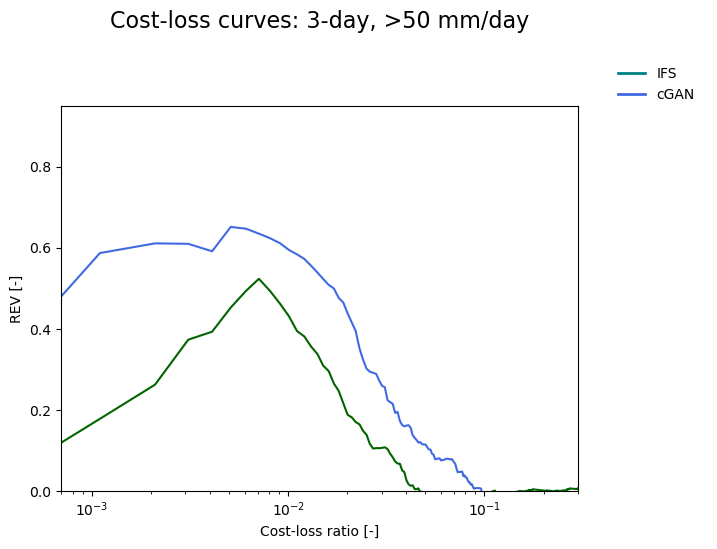 Cost-loss curves: 3-day, >50 mm/day
IFS
cGAN
0.8
0.6
0.4
0.2
0.0
REV [-]
10⁻³
10⁻²
10⁻¹
Cost-loss ratio [-]